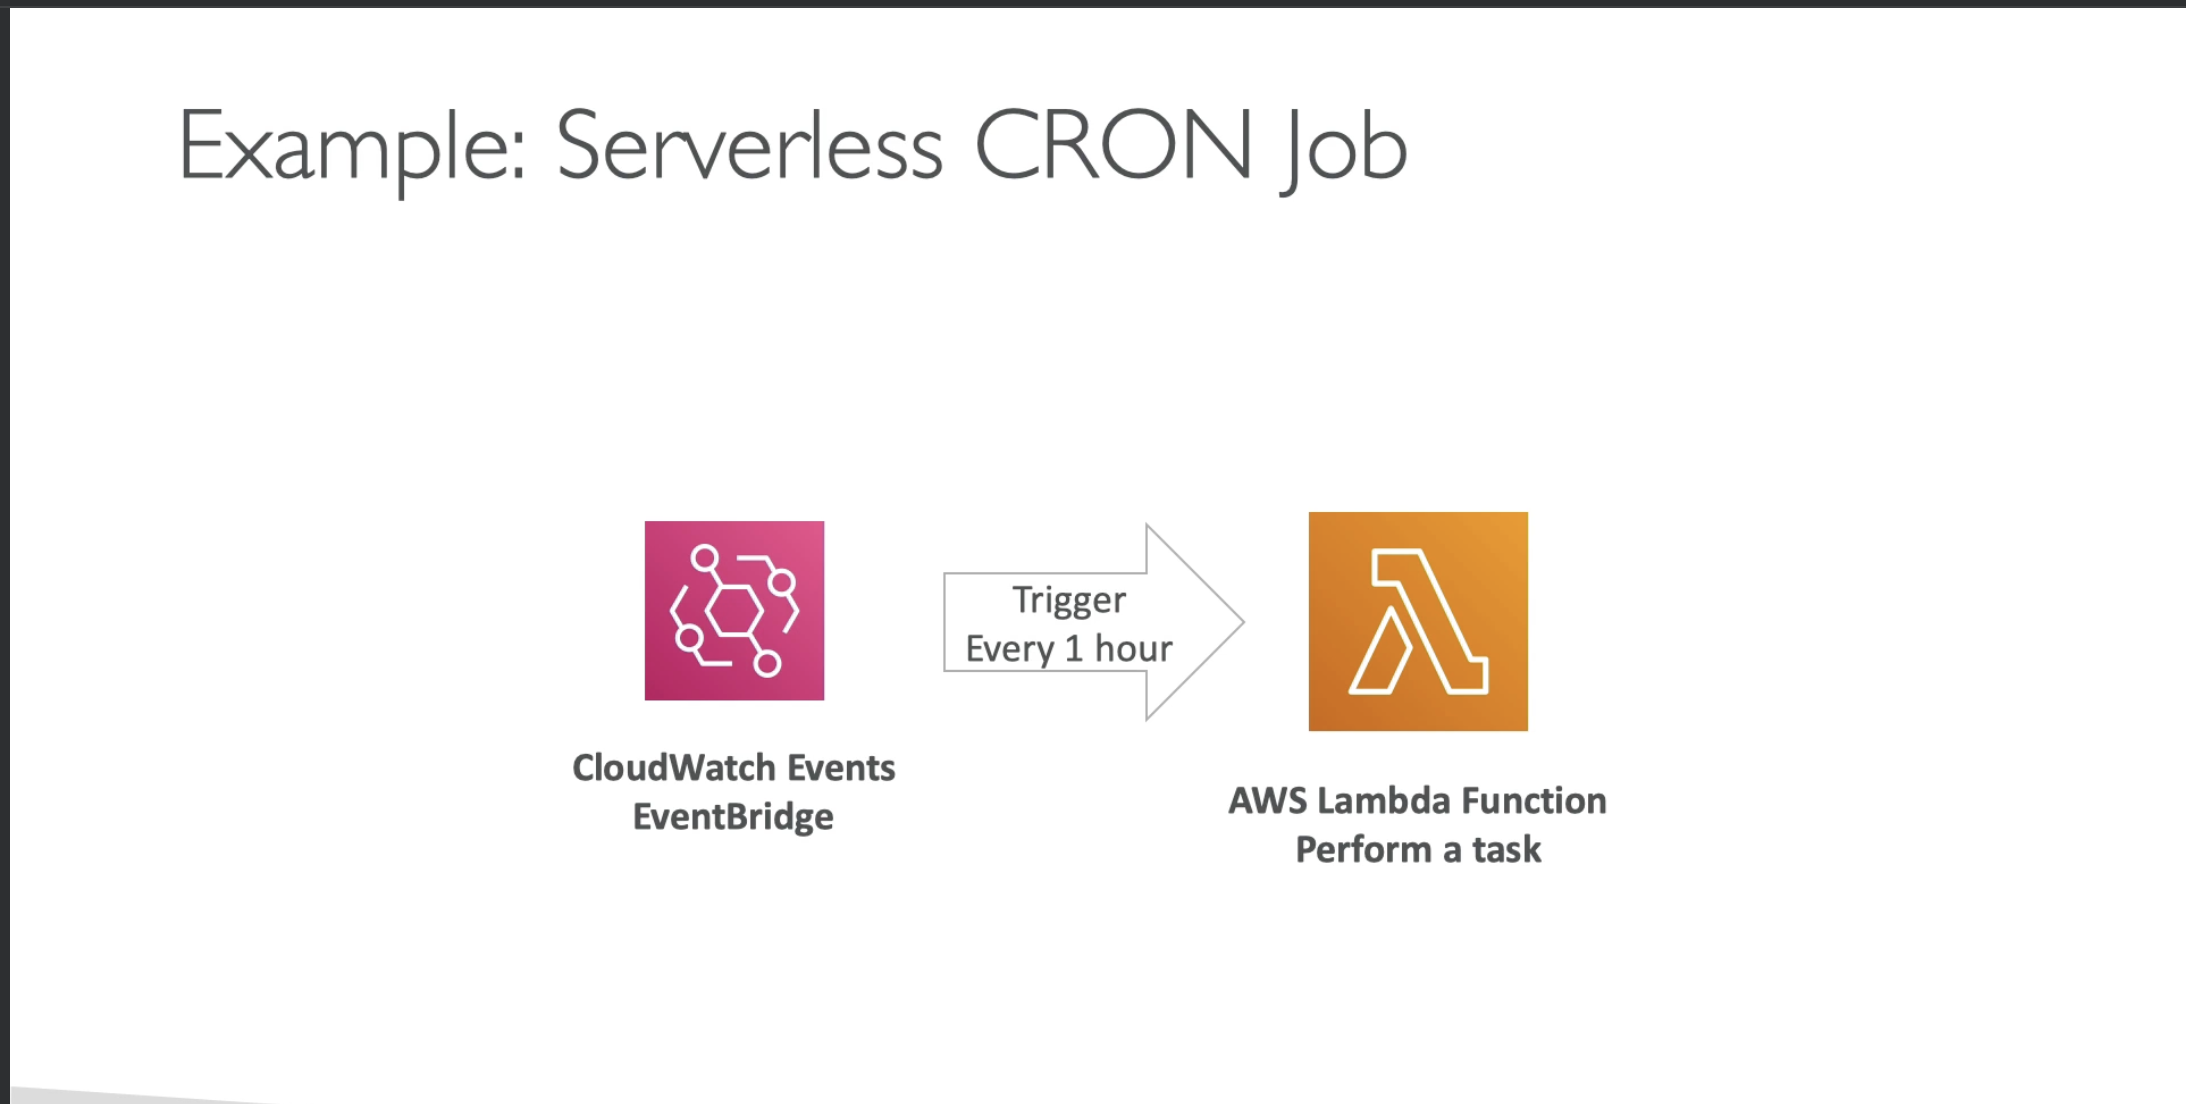 Example: Serverless CRON Job
Trigger
Every 1 hour
CloudWatch Events
EventBridge
AWS Lambda Function
Perform a task